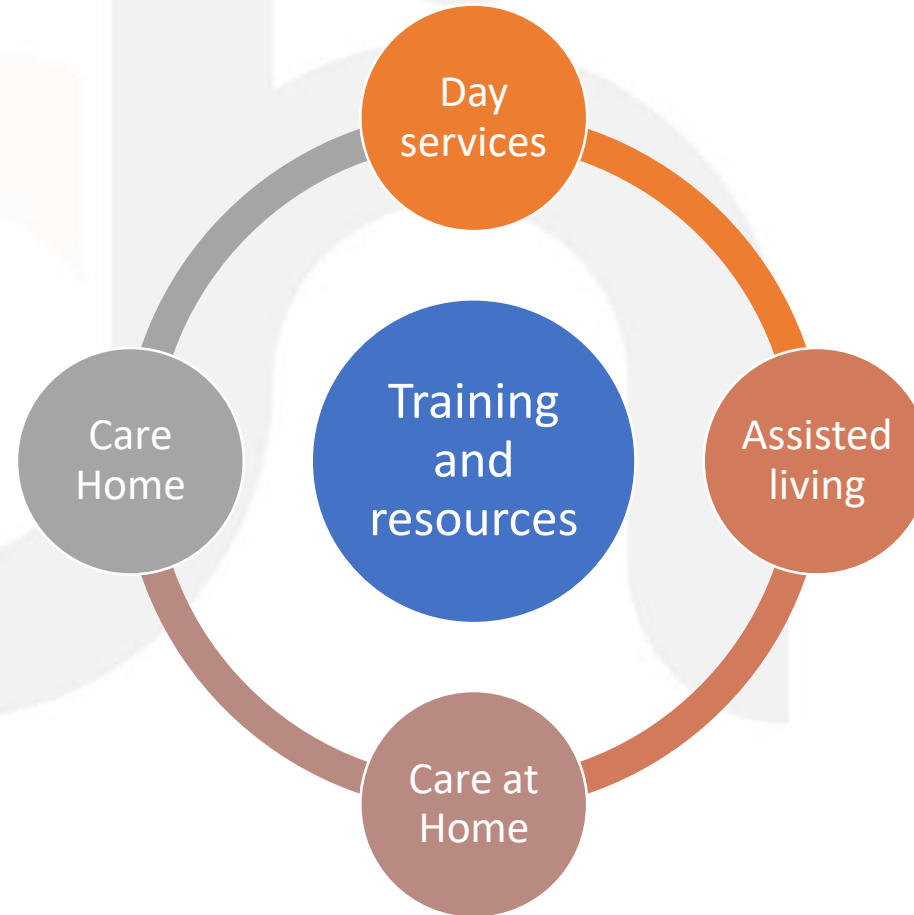 Day
services
Assisted
living
Care at
Home
Care
Home
Training
and
resources